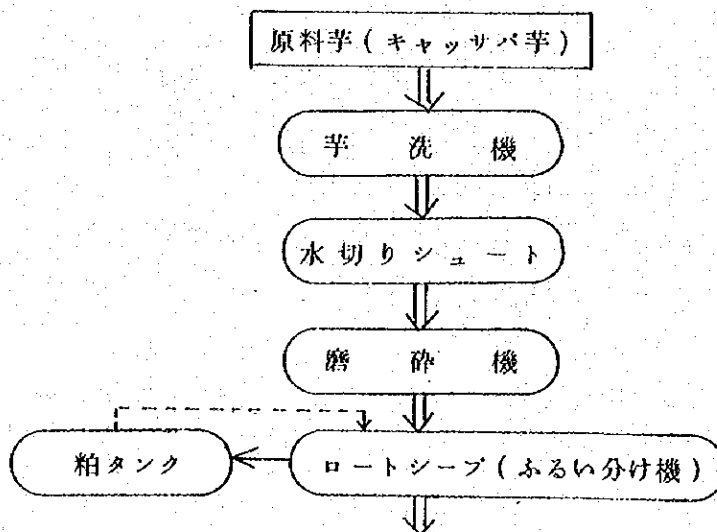 原料芋(キャッサバ芋)
芋洗機
水切りシュート
磨砕機
粕タンク
ロートシーブ(ふるい分け機)